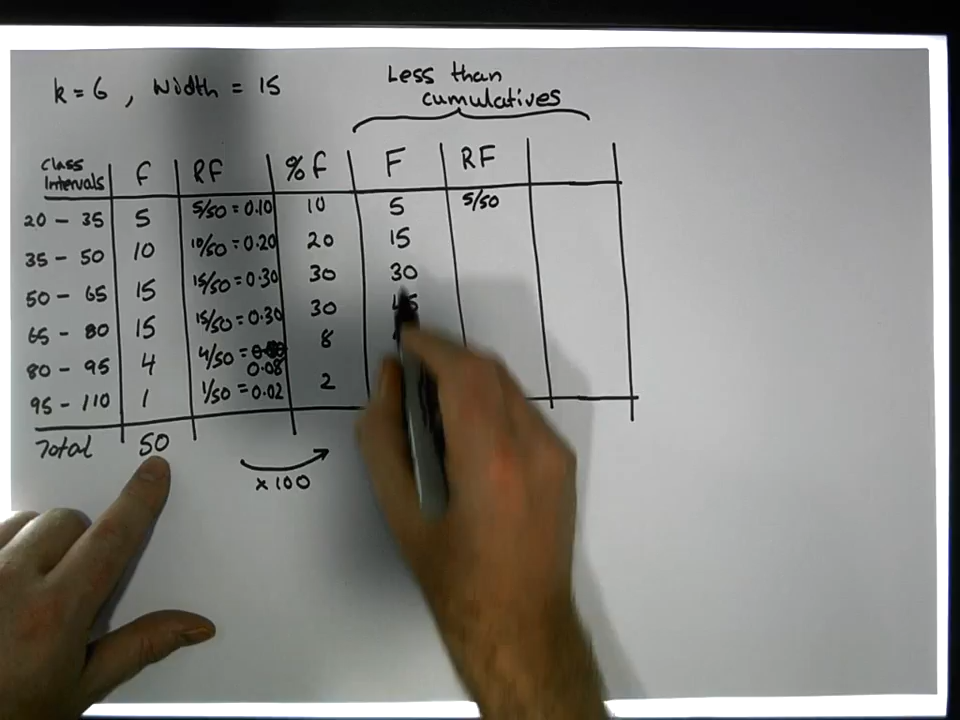 k = 6 , Width = 15
Less than
cumulatives
Class
Intervals f RF % f F RF
20 - 35 5 5/50 = 0.10 10 5 5/50
35 - 50 10 10/50 = 0.20 20 15
50 - 65 15 15/50 = 0.30 30 30
65 - 80 15 15/50 = 0.30 30 45
80 - 95 4 4/50 = 0.08 8
95 - 110 1 1/50 = 0.02 2
Total 50
x 100